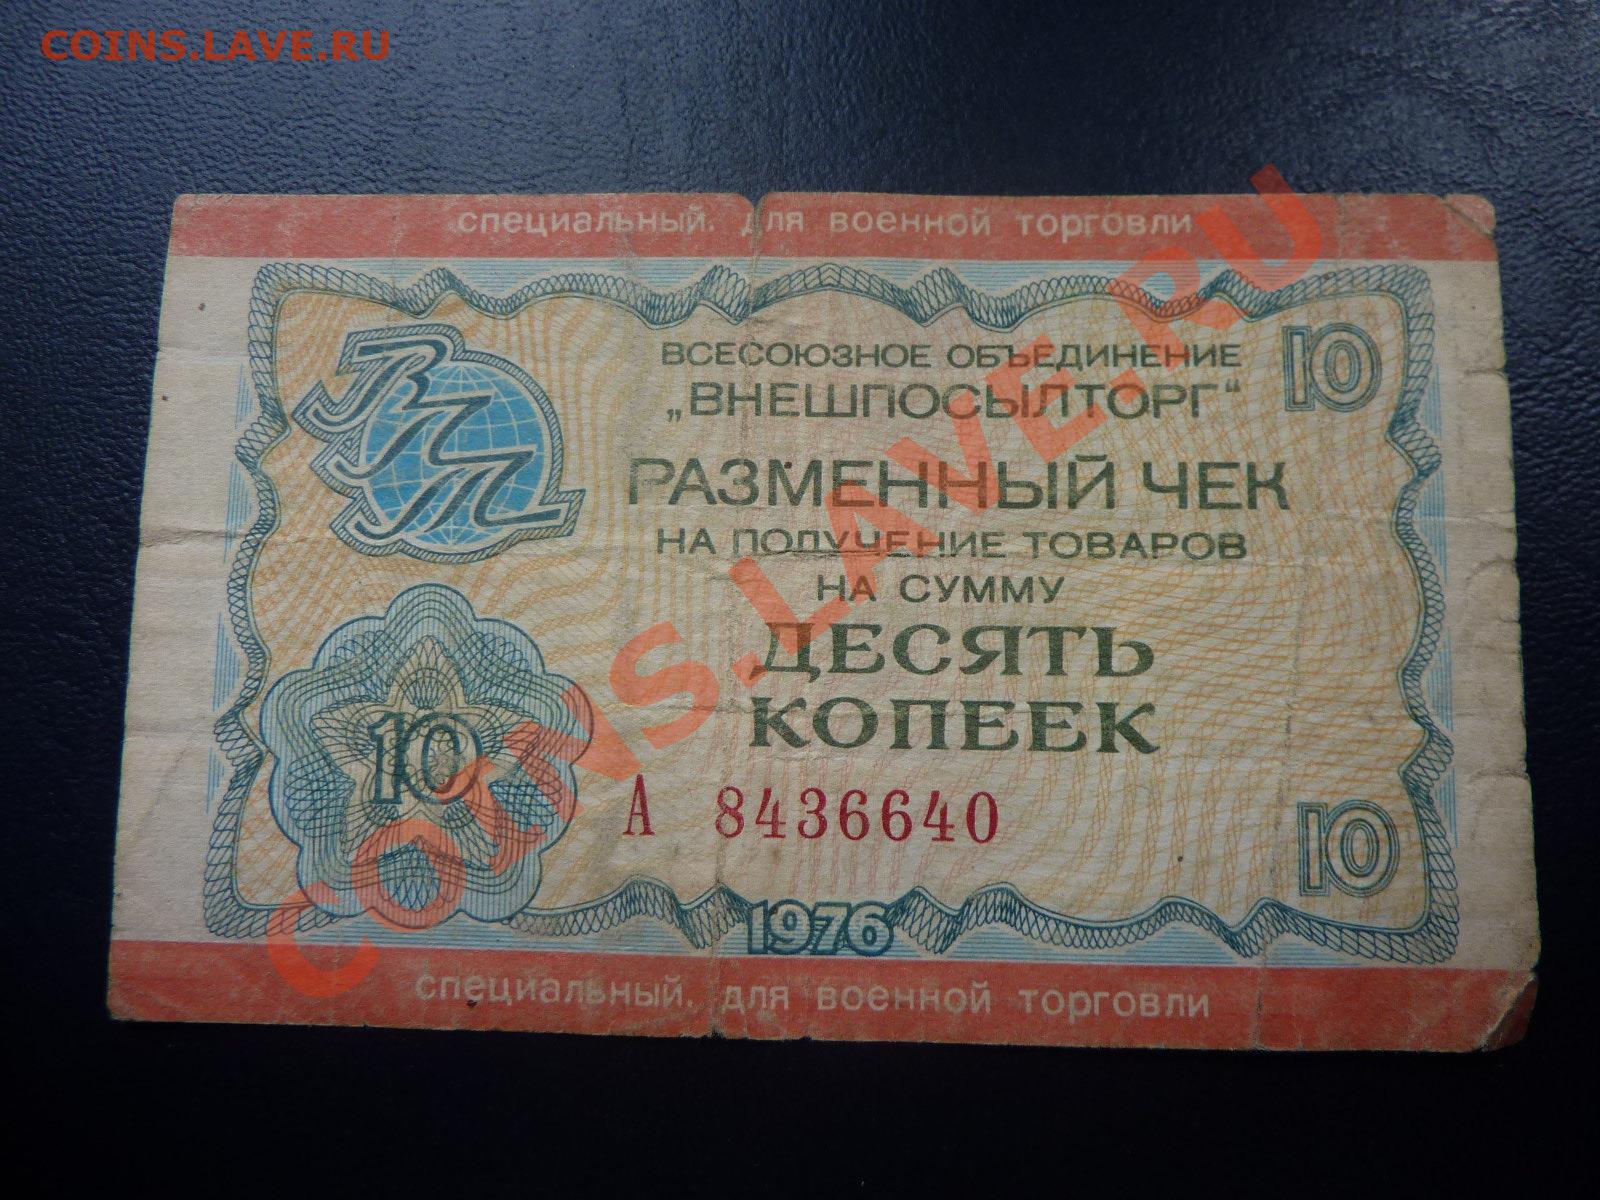 COINS.LAVE.RU
специальный. для военной торговли
ВПТ
ВСЕСОЮЗНОЕ ОБЪЕДИНЕНИЕ
10
„ВНЕШПОСЫЛТОРГ“
РАЗМЕННЫЙ ЧЕК
НА ПОЛУЧЕНИЕ ТОВАРОВ
НА СУММУ
ДЕСЯТЬ
КОПЕЕК
10
А 8436640
10
1976
специальный. для военной торговли
COINS.LAVE.RU